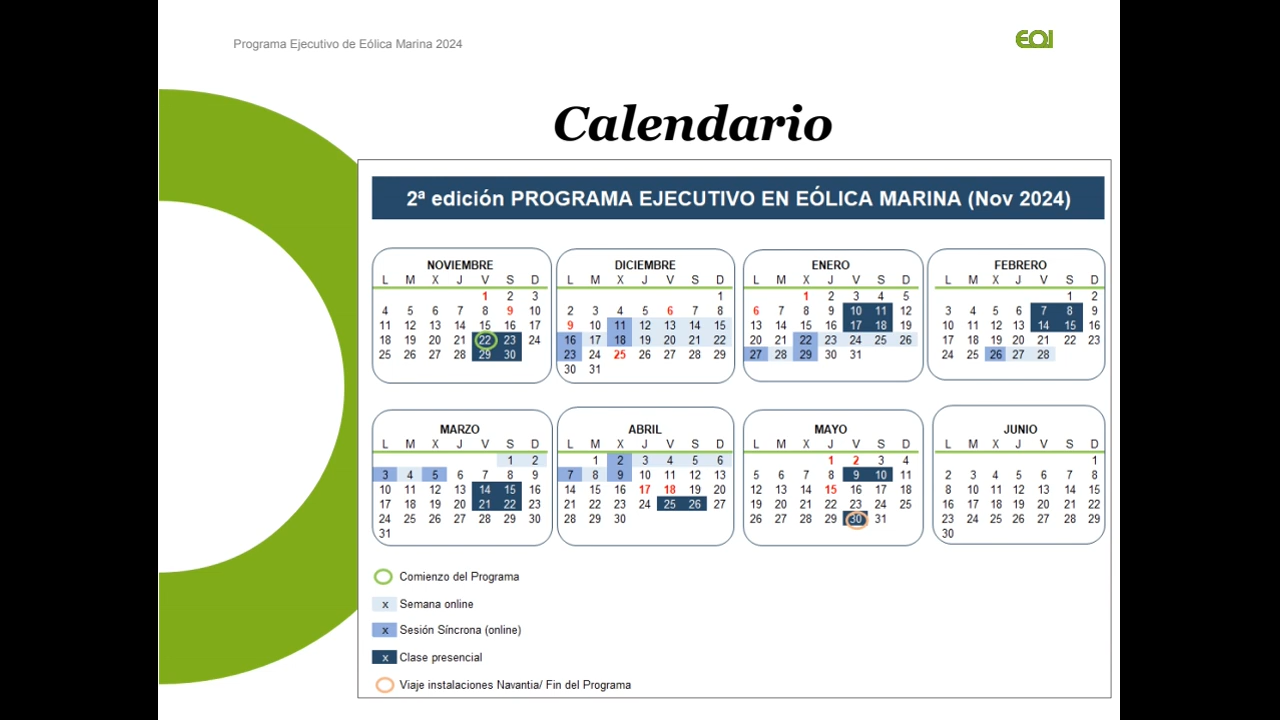 Programa Ejecutivo de Eólica Marina 2024
EOI
Calendario
2ª edición PROGRAMA EJECUTIVO EN EÓLICA MARINA (Nov 2024)
NOVIEMBRE
L M X J V S D
1 2 3
4 5 6 7 8 9 10
11 12 13 14 15 16 17
18 19 20 21 22 23 24
25 26 27 28 29 30
DICIEMBRE
L M X J V S D
1
2 3 4 5 6 7 8
9 10 11 12 13 14 15
16 17 18 19 20 21 22
23 24 25 26 27 28 29
30 31
ENERO
L M X J V S D
1 2 3 4 5
6 7 8 9 10 11 12
13 14 15 16 17 18 19
20 21 22 23 24 25 26
27 28 29 30 31
FEBRERO
L M X J V S D
1 2
3 4 5 6 7 8 9
10 11 12 13 14 15 16
17 18 19 20 21 22 23
24 25 26 27 28
MARZO
L M X J V S D
1 2
3 4 5 6 7 8 9
10 11 12 13 14 15 16
17 18 19 20 21 22 23
24 25 26 27 28 29 30
31
ABRIL
L M X J V S D
1 2 3 4 5 6
7 8 9 10 11 12 13
14 15 16 17 18 19 20
21 22 23 24 25 26 27
28 29 30
MAYO
L M X J V S D
1 2 3 4
5 6 7 8 9 10 11
12 13 14 15 16 17 18
19 20 21 22 23 24 25
26 27 28 29 30 31
JUNIO
L M X J V S D
1
2 3 4 5 6 7 8
8 10 11 12 13 14 15
16 17 18 19 20 21 22
23 24 25 26 27 28 29
30
Comienzo del Programa
x Semana online
x Sesión Síncrona (online)
x Clase presencial
Viaje instalaciones Navantia/ Fin del Programa